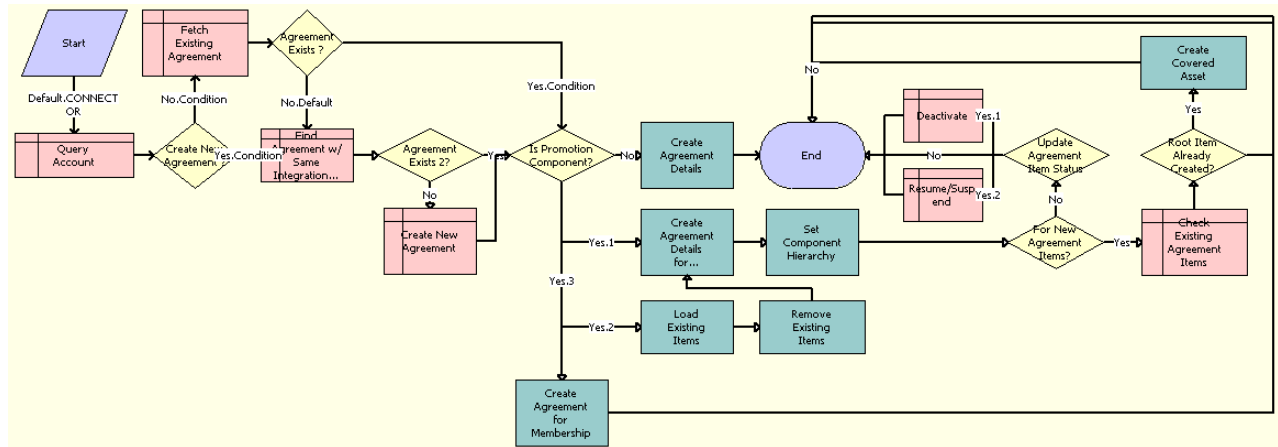 Start
Default.CONNECT
OR
Query
Account
Fetch
Existing
Agreement
No.Condition
Create New
Agreement
Yes.Condition
Agreement
Exists ?
No.Default
Find
Agreement w/
Same
Integration...
Agreement
Exists 2?
Yes
No
Create New
Agreement
Yes.Condition
Is Promotion
Component?
No
Create
Agreement
Details
End
No
Yes.1
Create
Agreement
Details
for...
Set
Component
Hierarchy
Yes.3
Yes.2
Load
Existing
Items
Remove
Existing
Items
Create
Agreement
for
Membership
Deactivate
Yes.1
Resume/Susp
end
Yes.2
No
Update
Agreement
Item Status
No
For New
Agreement
Items?
Yes
Check
Existing
Agreement
Items
Root Item
Already
Created?
Yes
Create
Covered
Asset